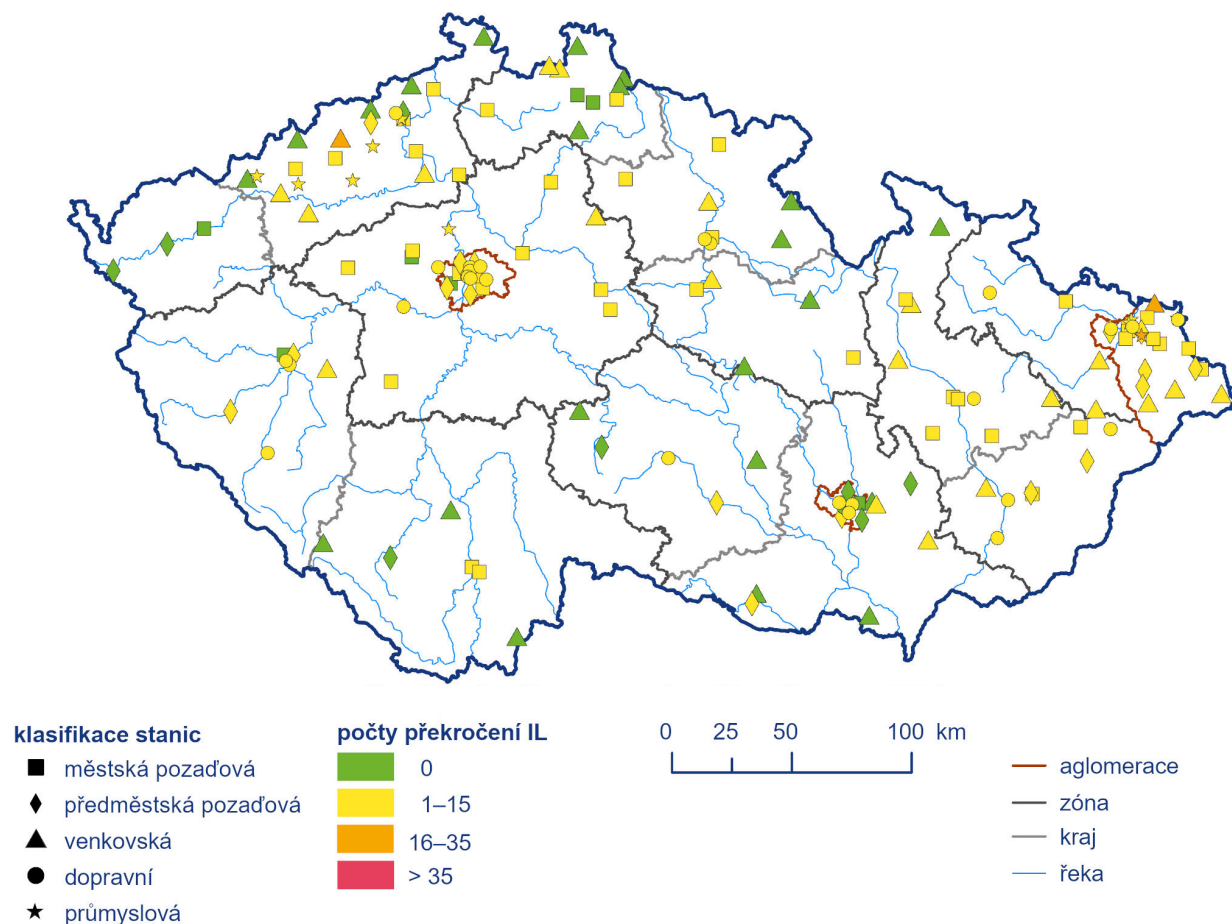 klasifikace stanic
městská pozaďová
předměstská pozaďová
venkovská
dopravní
průmyslová
počty překročení IL
0
1–15
16–35
> 35
0 25 50 100 km
aglomerace
zóna
kraj
řeka